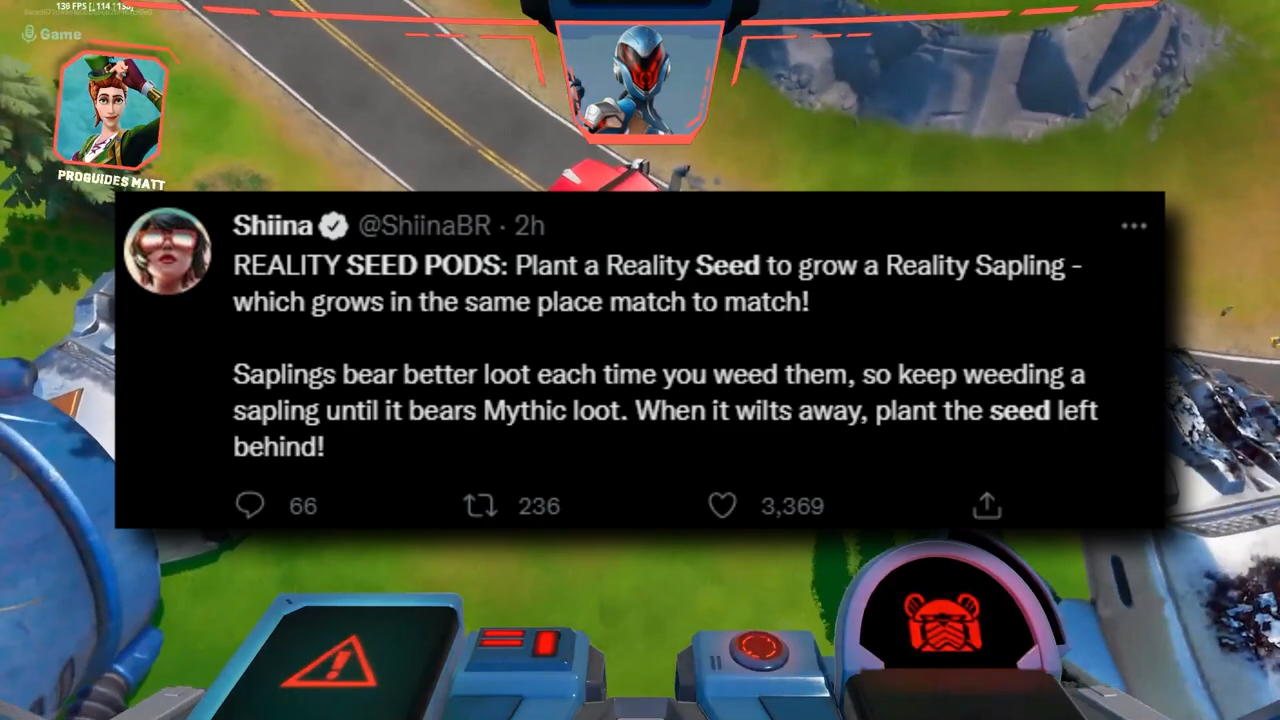 Game
PROGUIDES MATT
Shiina @ShiinaBR · 2h
REALITY SEED PODS: Plant a Reality Seed to grow a Reality Sapling -
which grows in the same place match to match!
Saplings bear better loot each time you weed them, so keep weeding a
sapling until it bears Mythic loot. When it wilts away, plant the seed left
behind!
66 236 3,369